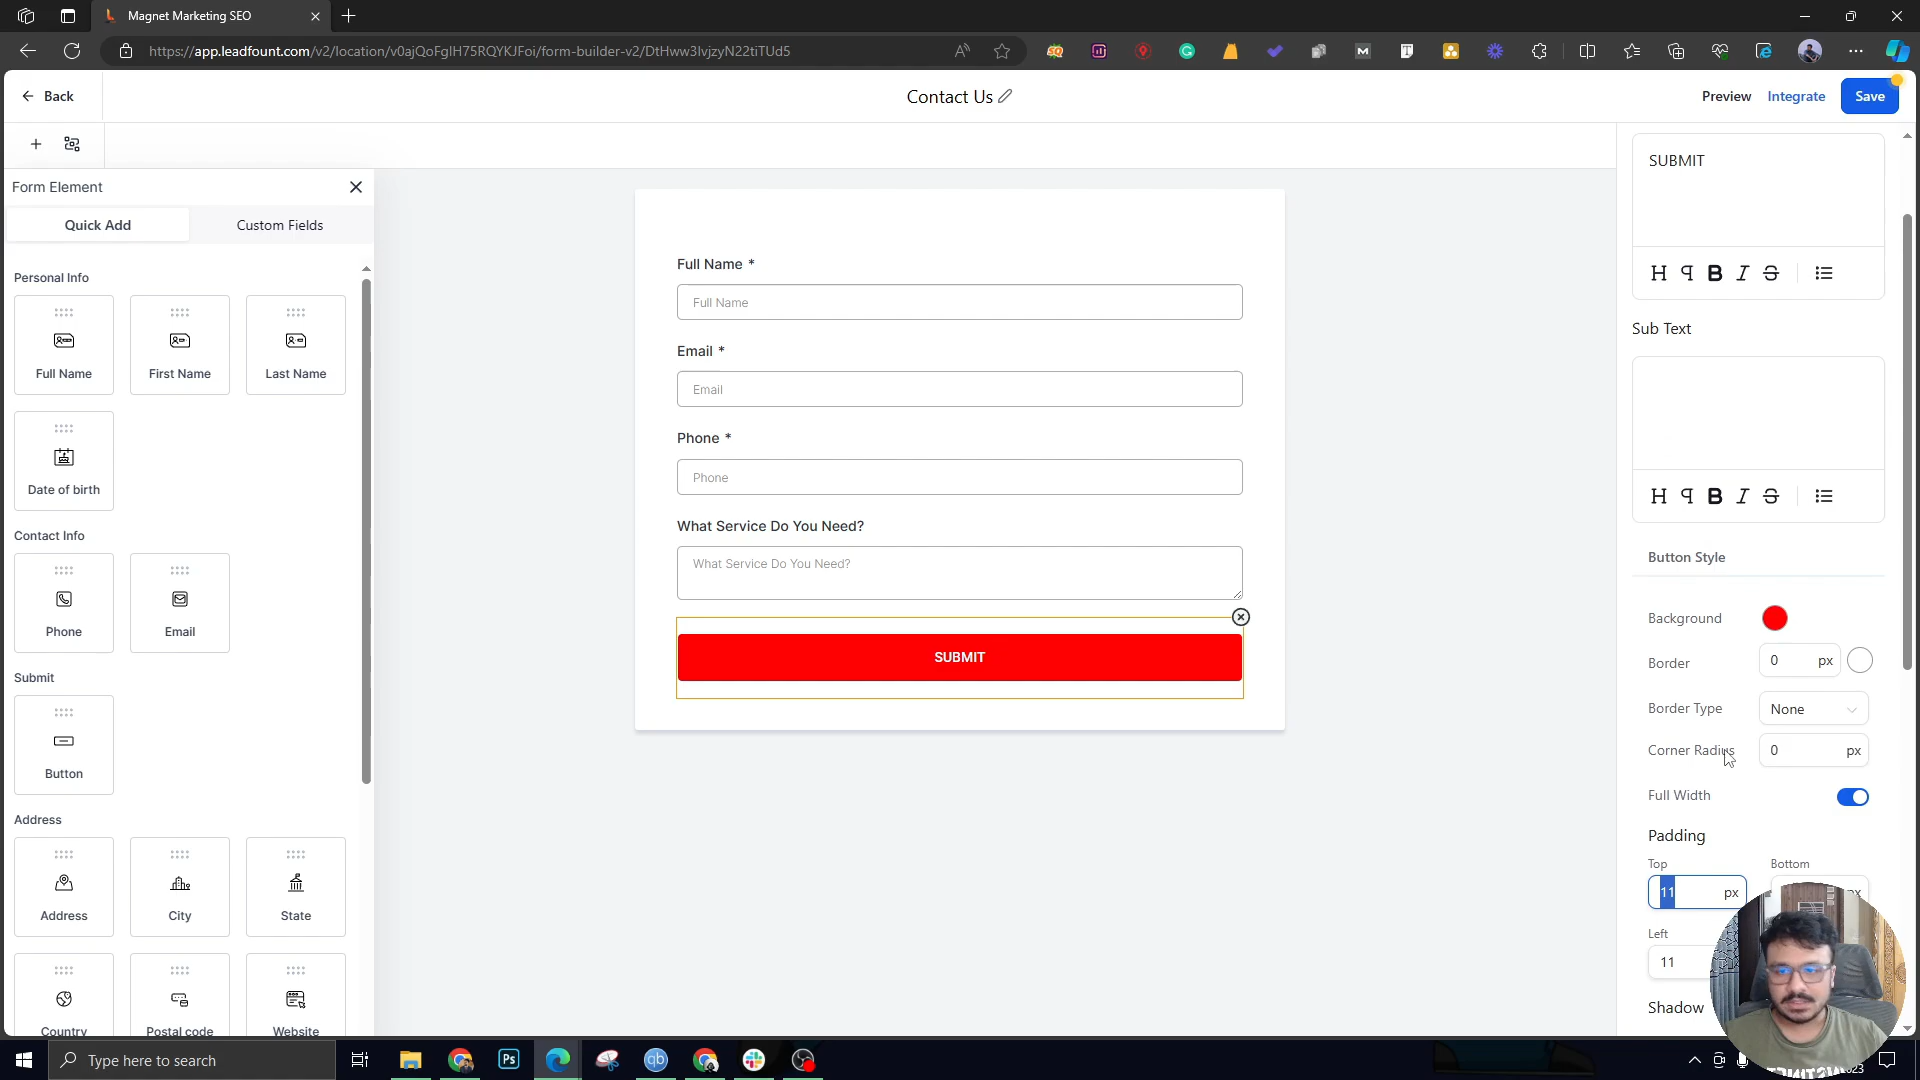 Magnet Marketing SEO
https://app.leadfount.com/v2/location/v0ajQoFgIH75RQYKJFoi/form-builder-v2/DtHww3lvjzyN22tiTUd5
Back
Contact Us
Preview
Integrate
Save
Form Element
Quick Add
Custom Fields
Personal Info
Full Name
First Name
Last Name
Date of birth
Contact Info
Phone
Email
Submit
Button
Address
Address
City
State
Country
Postal code
Website
Full Name *
Full Name
Email *
Email
Phone *
Phone
What Service Do You Need?
What Service Do You Need?
SUBMIT
SUBMIT
Sub Text
Button Style
Background
Border
0 px
Border Type
None
Corner Radius
0 px
Full Width
Padding
Top
Bottom
11 px
px
Left
11
Shadow
Type here to search